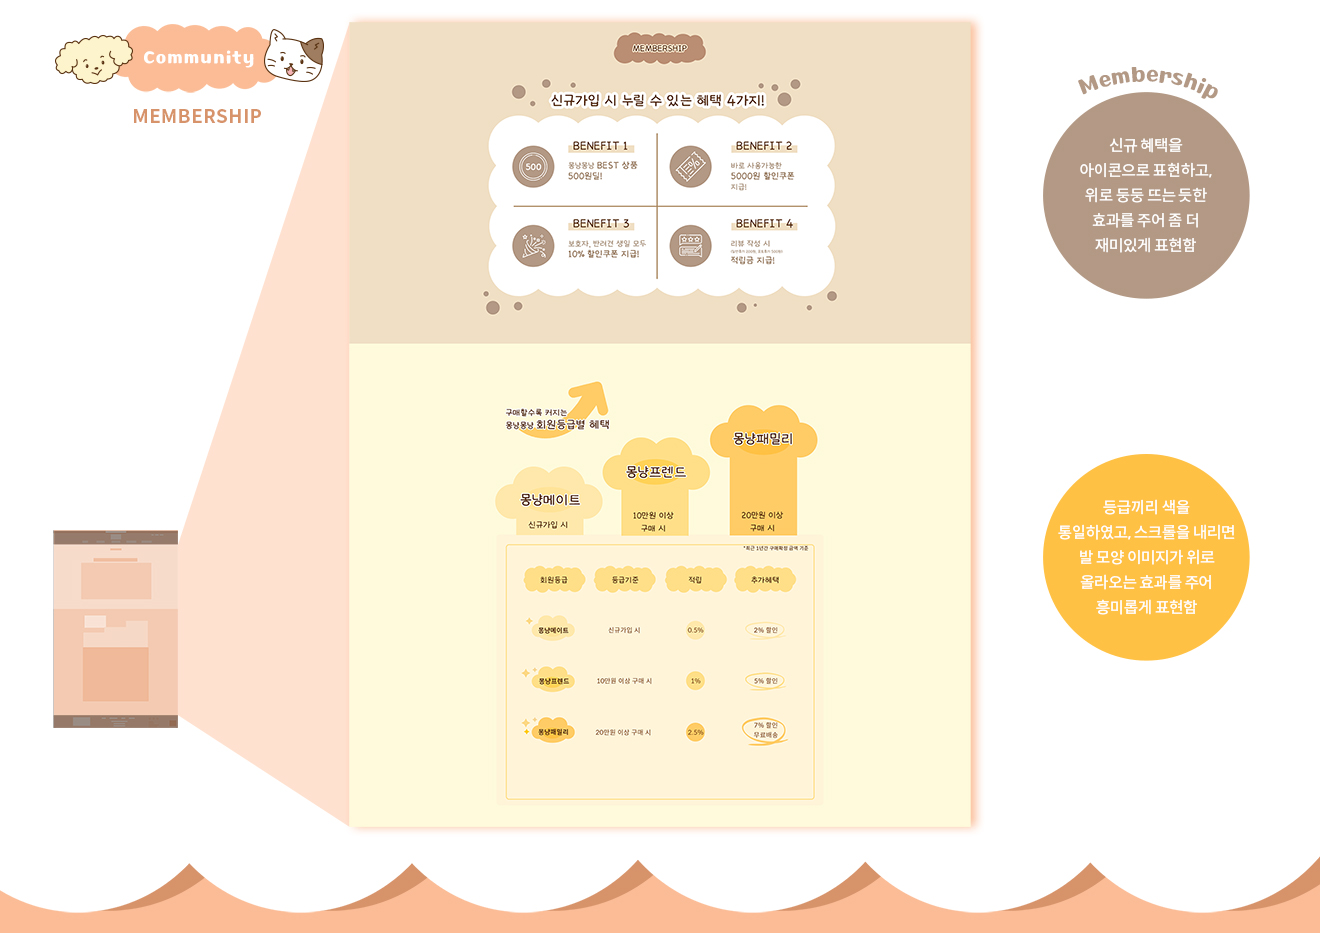 Community
MEMBERSHIP
MEMBERSHIP
신규가입 시 누릴 수 있는 혜택 4가지!
BENEFIT 1
몽냥몽냥 BEST 상품
500원딜!
500
BENEFIT 2
바로 사용가능한
5000원 할인쿠폰
지급!
BENEFIT 3
보호자, 반려견 생일 모두
10% 할인쿠폰 지급!
BENEFIT 4
리뷰 작성 시
적립금 지급!
구매할수록 커지는
몽냥몽냥 회원등급별 혜택
몽냥메이트
신규가입 시
몽냥프렌드
10만원 이상
구매 시
몽냥패밀리
20만원 이상
구매 시
*최근 1년간 구매확정 금액 기준
회원등급 등급기준 적립 추가혜택
몽냥메이트 신규가입 시 0.5% 2% 할인
몽냥프렌드 10만원 이상 구매 시 1% 5% 할인
몽냥패밀리 20만원 이상 구매 시 2.5% 7% 할인
무료배송
Membership
신규 혜택을
아이콘으로 표현하고,
위로 둥둥 뜨는 듯한
효과를 주어 좀 더
재미있게 표현함
등급끼리 색을
통일하였고, 스크롤을 내리면
발 모양 이미지가 위로
올라오는 효과를 주어
흥미롭게 표현함